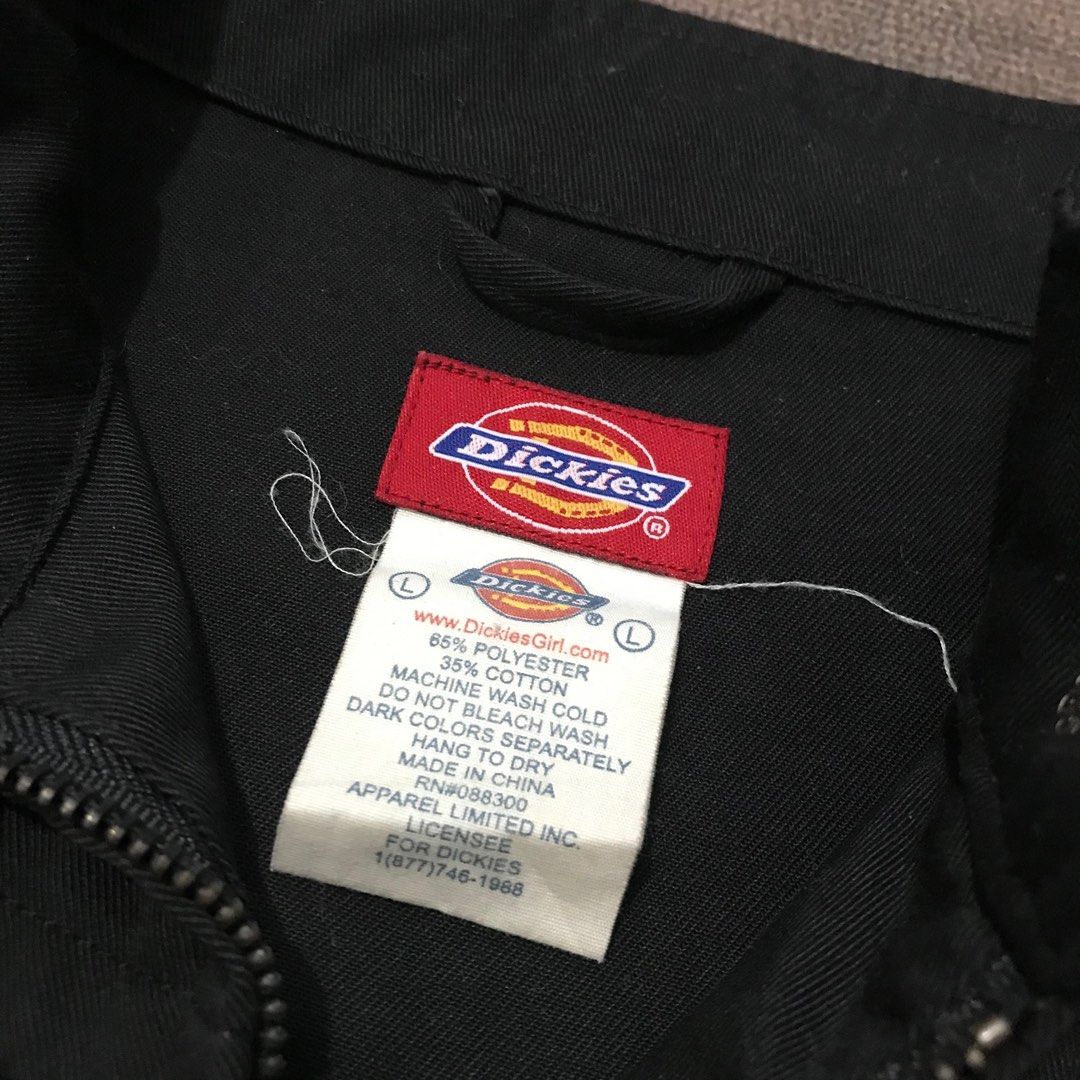 Dickies
®
L
Dickies
®
L
www.DickiesGirl.com
65% POLYESTER
35% COTTON
MACHINE WASH COLD
DO NOT BLEACH WASH
DARK COLORS SEPARATELY
HANG TO DRY
MADE IN CHINA
RN#088300
APPAREL LIMITED INC.
LICENSEE
FOR DICKIES
1(877)746-1988